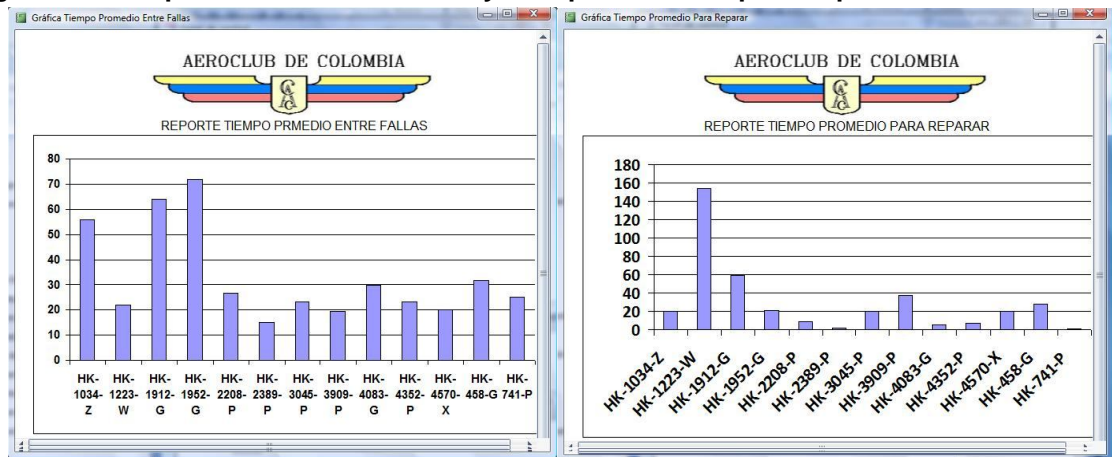 Gráfica Tiempo Promedio Entre Fallas
AEROCLUB DE COLOMBIA
CAAC
REPORTE TIEMPO PRMEDIO ENTRE FALLAS
80
70
60
50
40
30
20
10
0
HK-1034-Z
HK-1223-W
HK-1912-G
HK-1952-G
HK-2208-P
HK-2389-P
HK-3045-P
HK-3909-P
HK-4083-G
HK-4352-P
HK-4570-X
HK-458-G
HK-741-P
Gráfica Tiempo Promedio Para Reparar
AEROCLUB DE COLOMBIA
CAAC
REPORTE TIEMPO PROMEDIO PARA REPARAR
180
160
140
120
100
80
60
40
20
0
HK-1034-Z
HK-1223-W
HK-1912-G
HK-1952-G
HK-2208-P
HK-2389-P
HK-3045-P
HK-3909-P
HK-4083-G
HK-4352-P
HK-4570-X
HK-458-G
HK-741-P